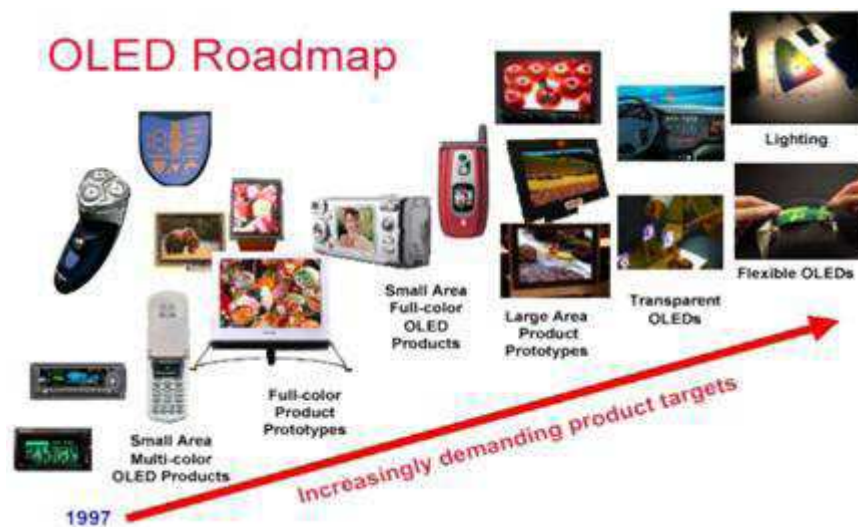 OLED Roadmap
Lighting
Flexible OLEDs
Transparent
OLEDs
Large Area
Product
Prototypes
Small Area
Full-color
OLED
Products
Full-color
Product
Prototypes
Small Area
Multi-color
OLED Products
Increasingly demanding product targets
1997